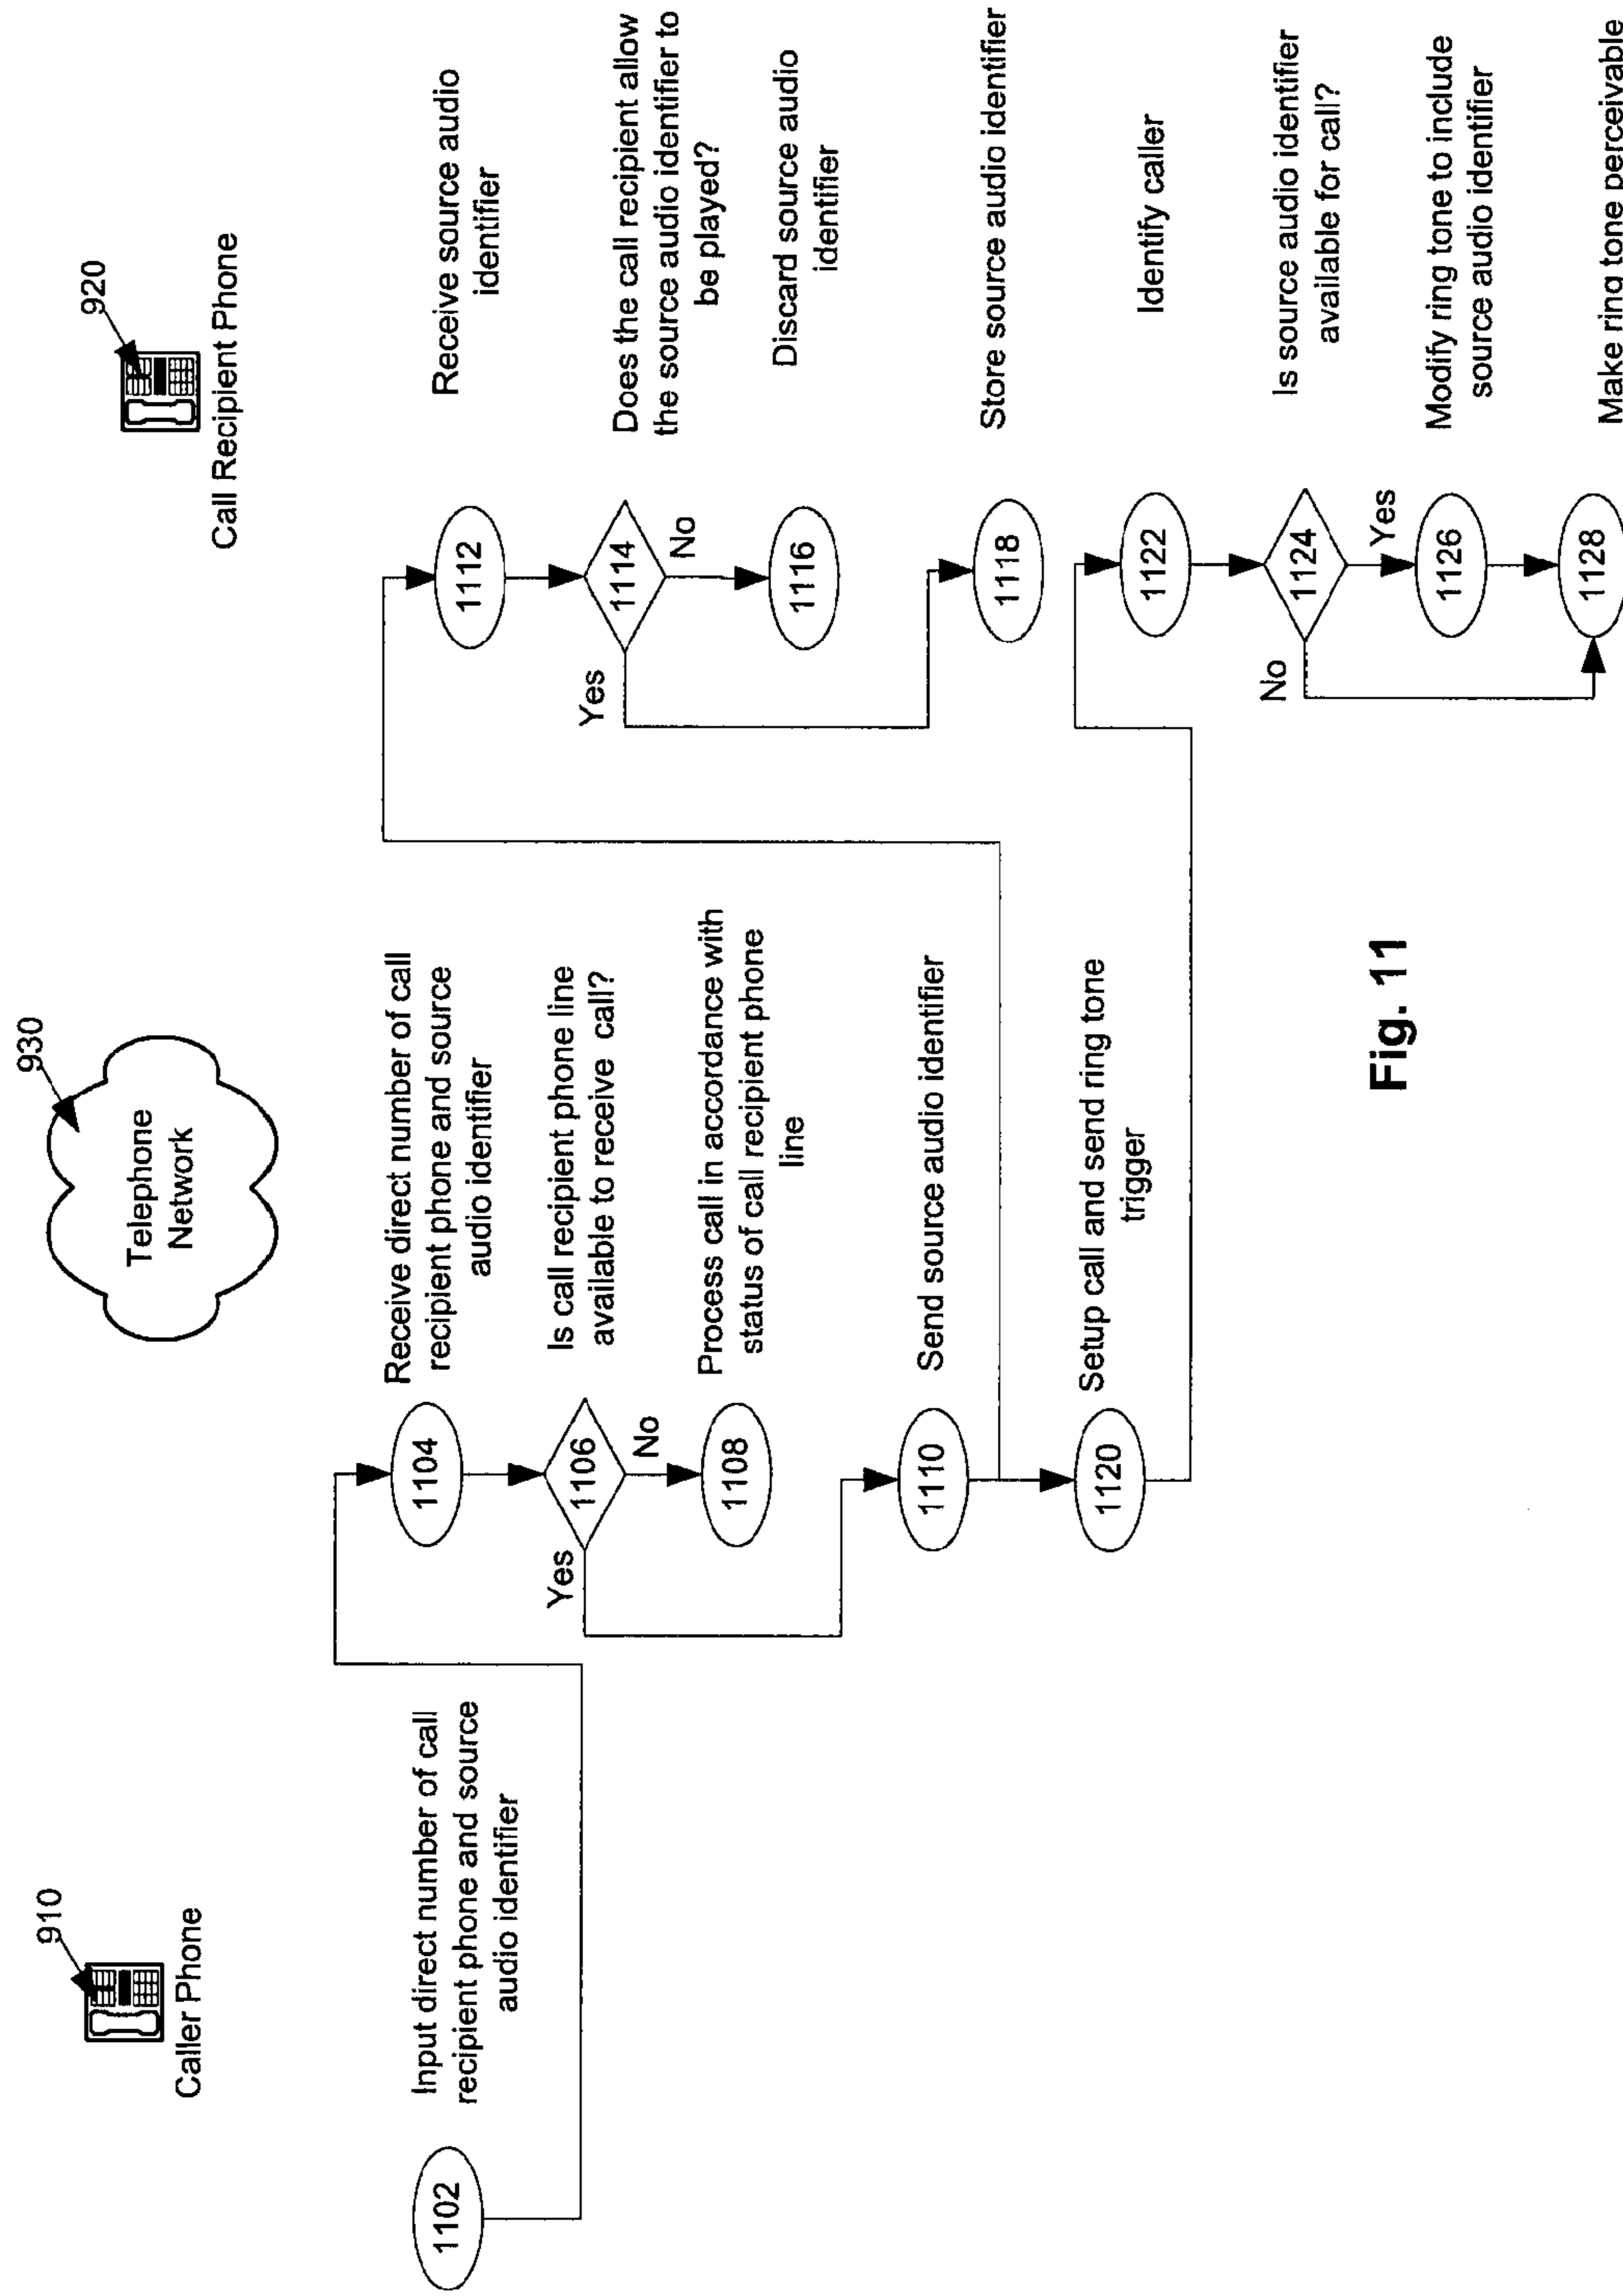 910
Caller Phone
930
Telephone
Network
920
Call Recipient Phone
1102
Input direct number of call
recipient phone and source
audio identifier
1104
Receive direct number of call
recipient phone and source
audio identifier
1106
Is call recipient phone line
available to receive call?
Yes
No
1108
Process call in accordance with
status of call recipient phone
line
1110
Send source audio identifier
1112
Receive source audio
identifier
1114
Does the call recipient allow
the source audio identifier to
be played?
Yes
No
1116
Discard source audio
identifier
1118
Store source audio identifier
1120
Setup call and send ring tone
trigger
1122
Identify caller
1124
Is source audio identifier
available for call?
No
Yes
1126
Modify ring tone to include
source audio identifier
1128
Make ring tone perceivable
Fig. 11